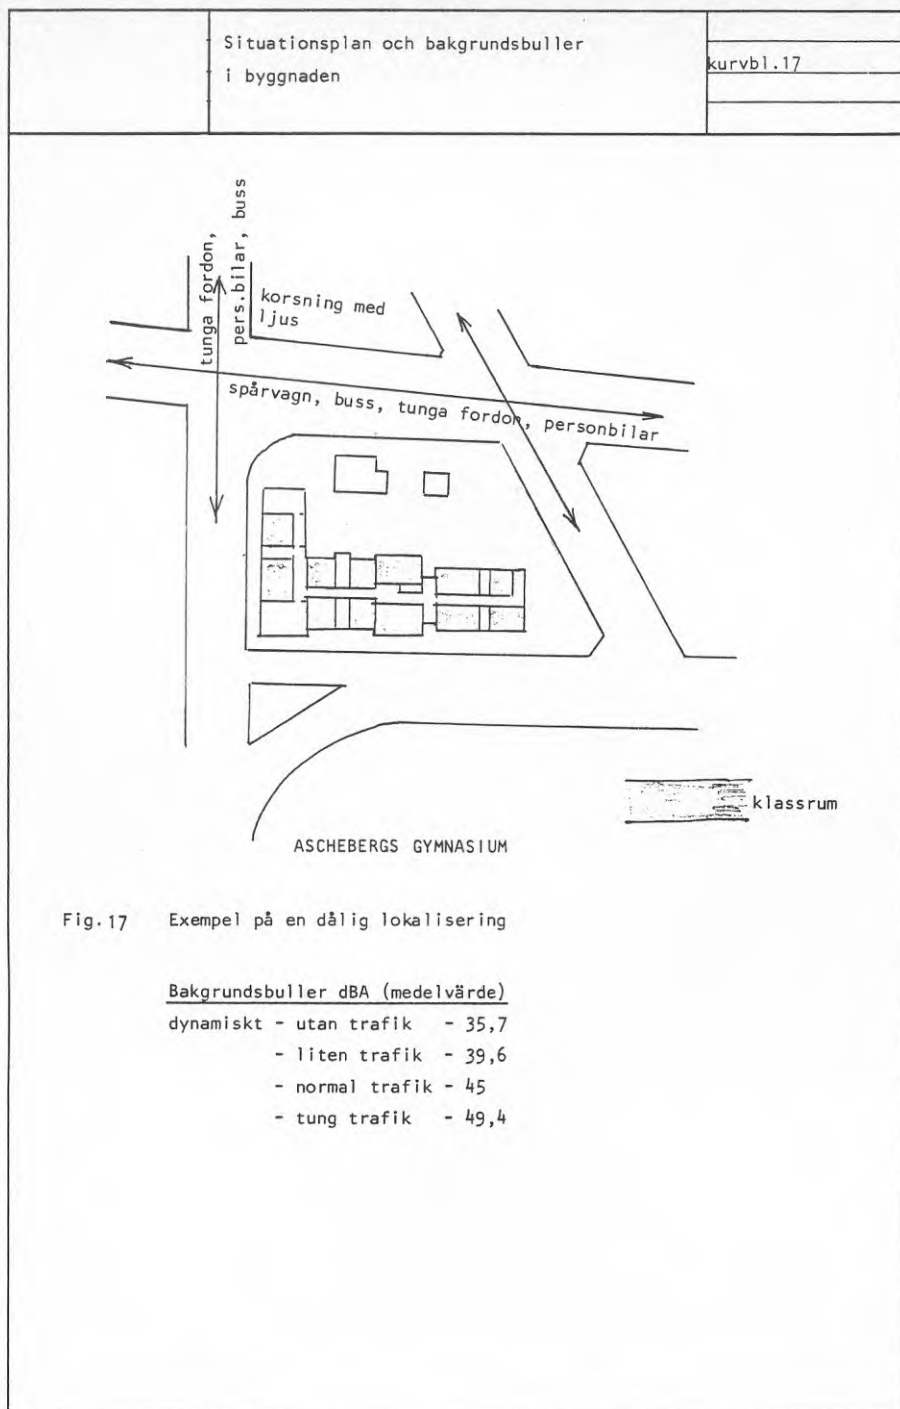 Situationsplan och bakgrundsbuller
i byggnaden
kurvbl.17
tunga fordon,
pers.bilar, buss
korsning med
ljus
spårvagn, buss, tunga fordon, personbilar
klassrum
ASCHEBERGS GYMNASIUM
Fig.17 Exempel på en dålig lokalisering
Bakgrundsbuller dBA (medelvärde)
dynamiskt - utan trafik - 35,7
- liten trafik - 39,6
- normal trafik - 45
- tung trafik - 49,4